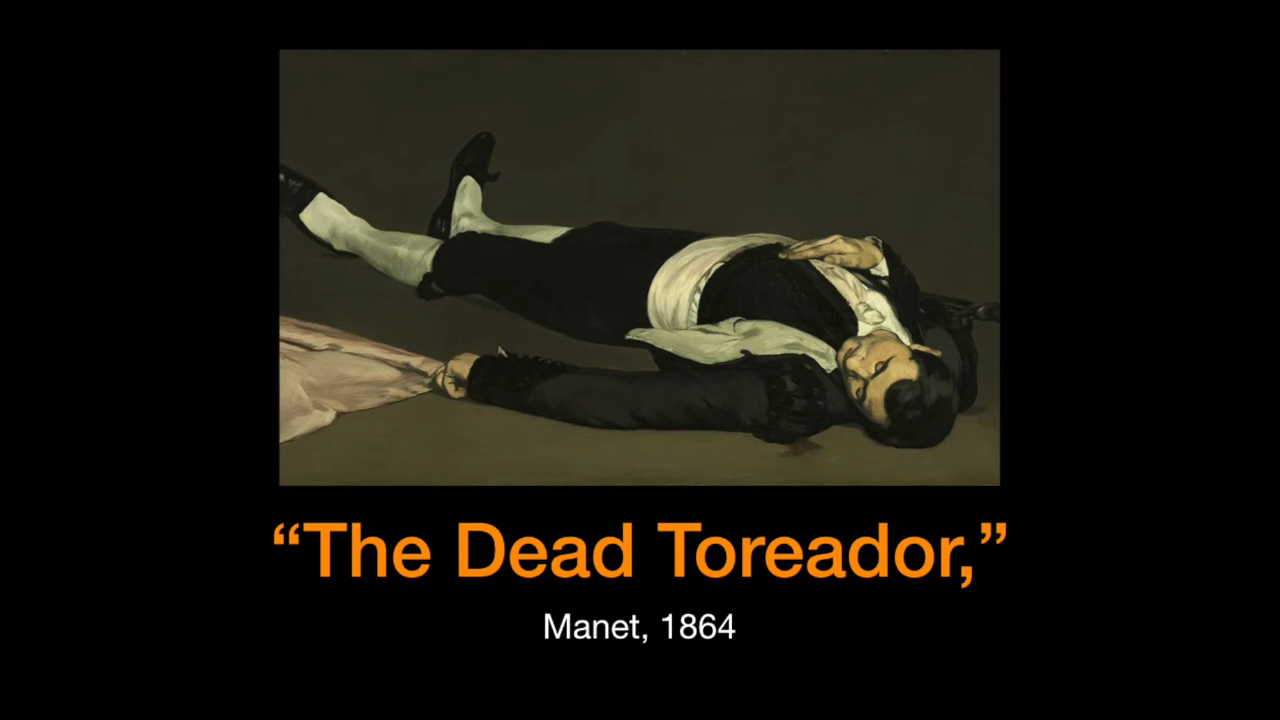 “The Dead Toreador,”
Manet, 1864